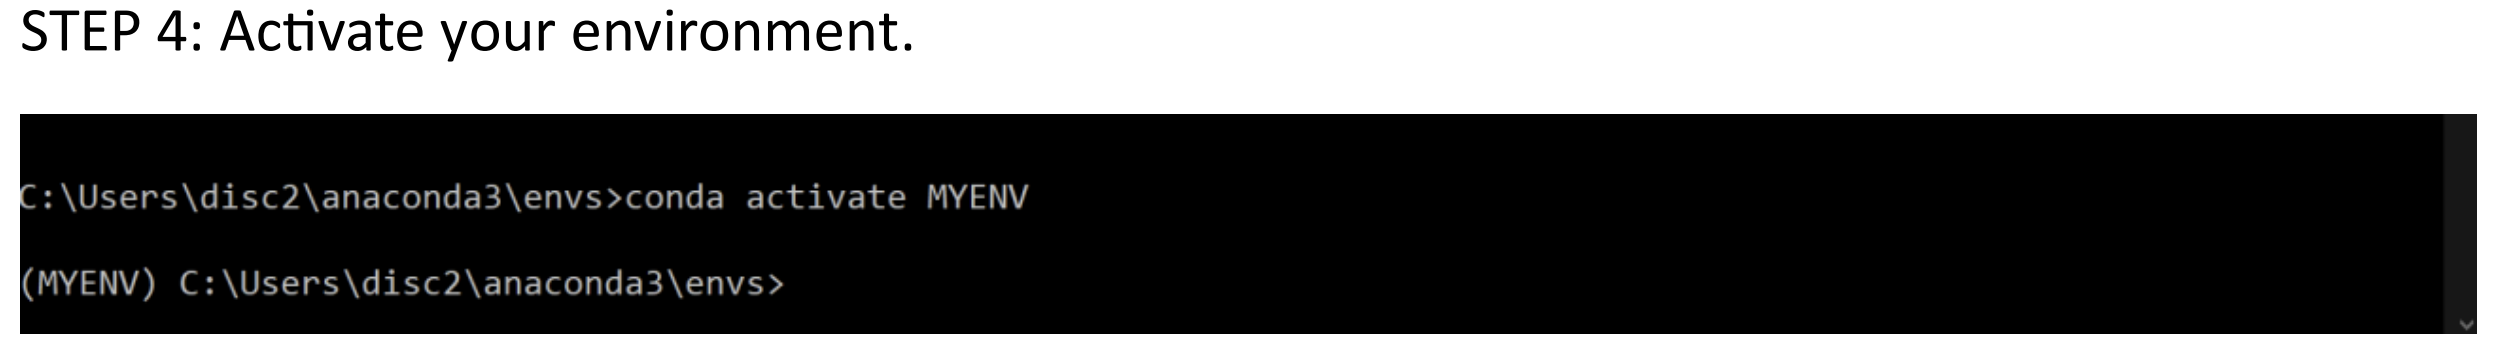 STEP 4: Activate your environment.
C:\Users\disc2\anaconda3\envs>conda activate MYENV
(MYENV) C:\Users\disc2\anaconda3\envs>